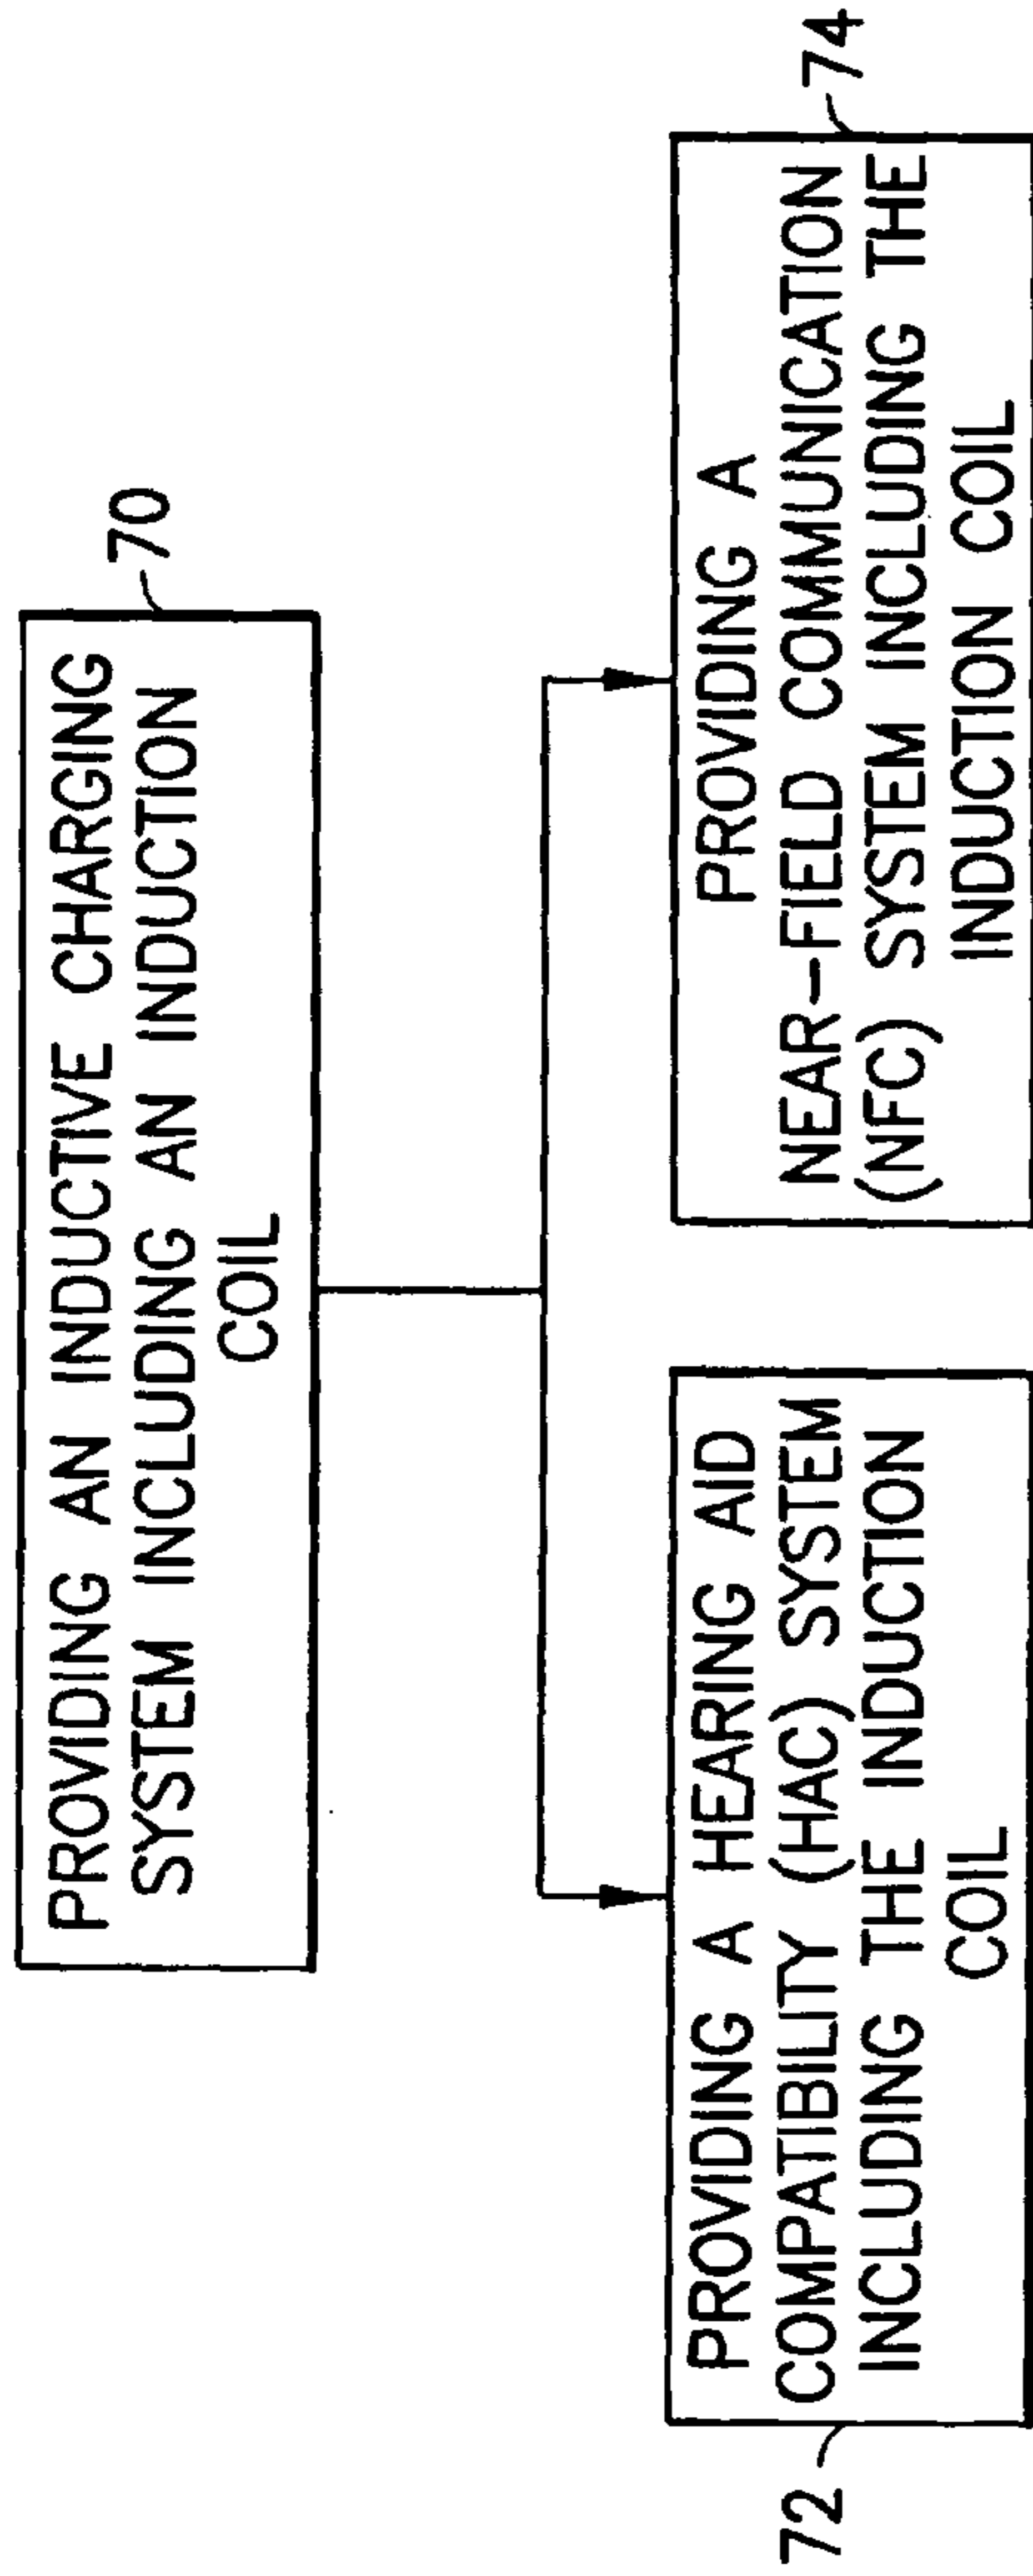 PROVIDING AN INDUCTIVE CHARGING
SYSTEM INCLUDING AN INDUCTION
COIL
70
PROVIDING A HEARING AID
COMPATIBILITY (HAC) SYSTEM
INCLUDING THE INDUCTION
COIL
72
PROVIDING A
NEAR-FIELD COMMUNICATION
(NFC) SYSTEM INCLUDING THE
INDUCTION COIL
74